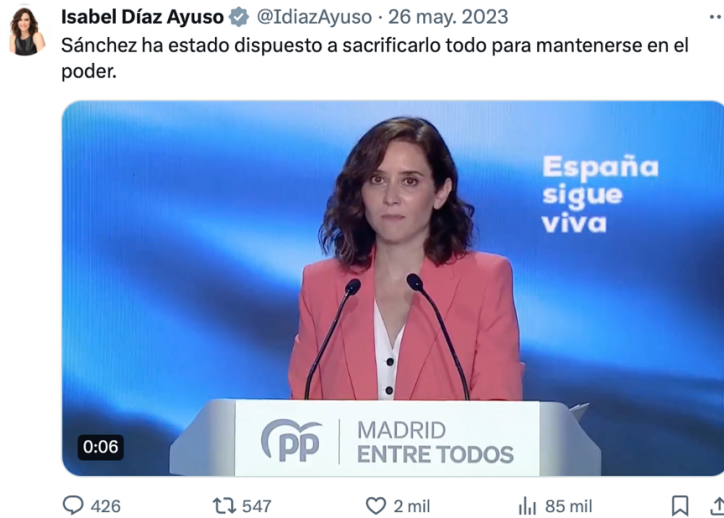 Isabel Díaz Ayuso @IdiazAyuso · 26 may. 2023
Sánchez ha estado dispuesto a sacrificarlo todo para mantenerse en el
poder.
España
sigue
viva
pp MADRID
ENTRE TODOS
0:06
426 547 2 mil 85 mil